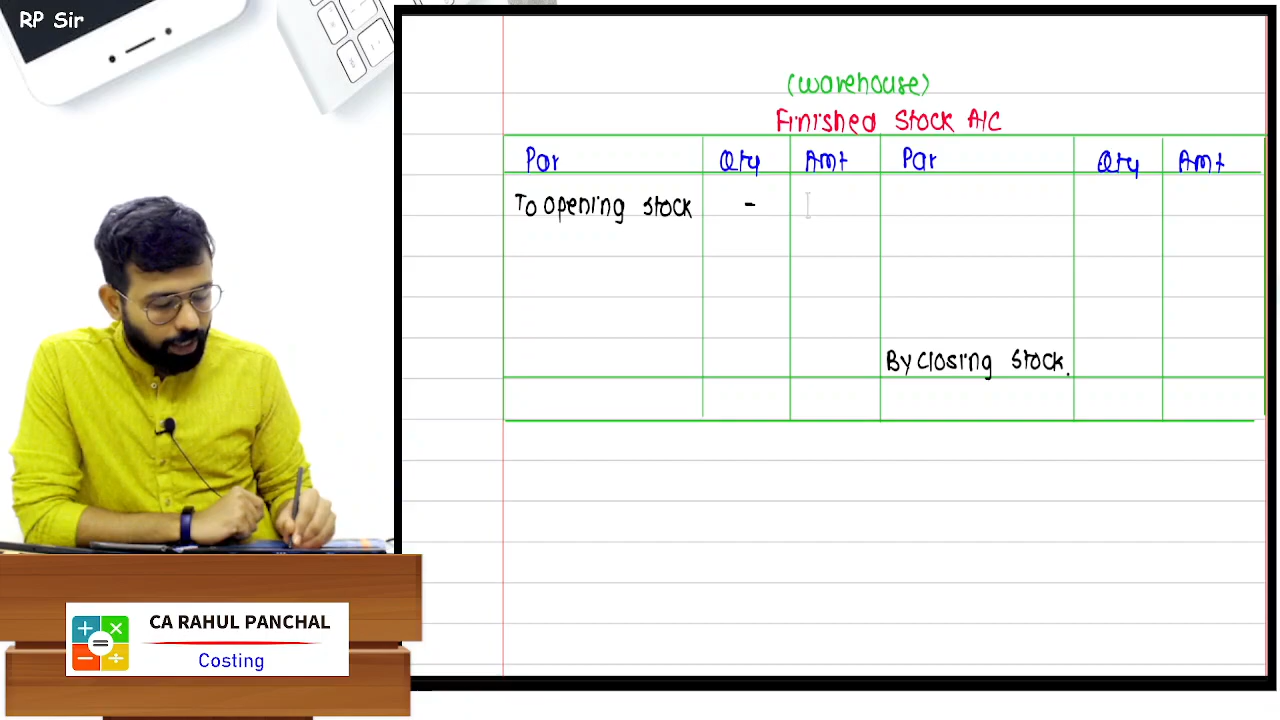 RP Sir
(Warehouse)
Finished Stock A/C
Par Qty Amt Par Qty Amt
To Opening Stock -
By Closing Stock.
CA RAHUL PANCHAL
Costing